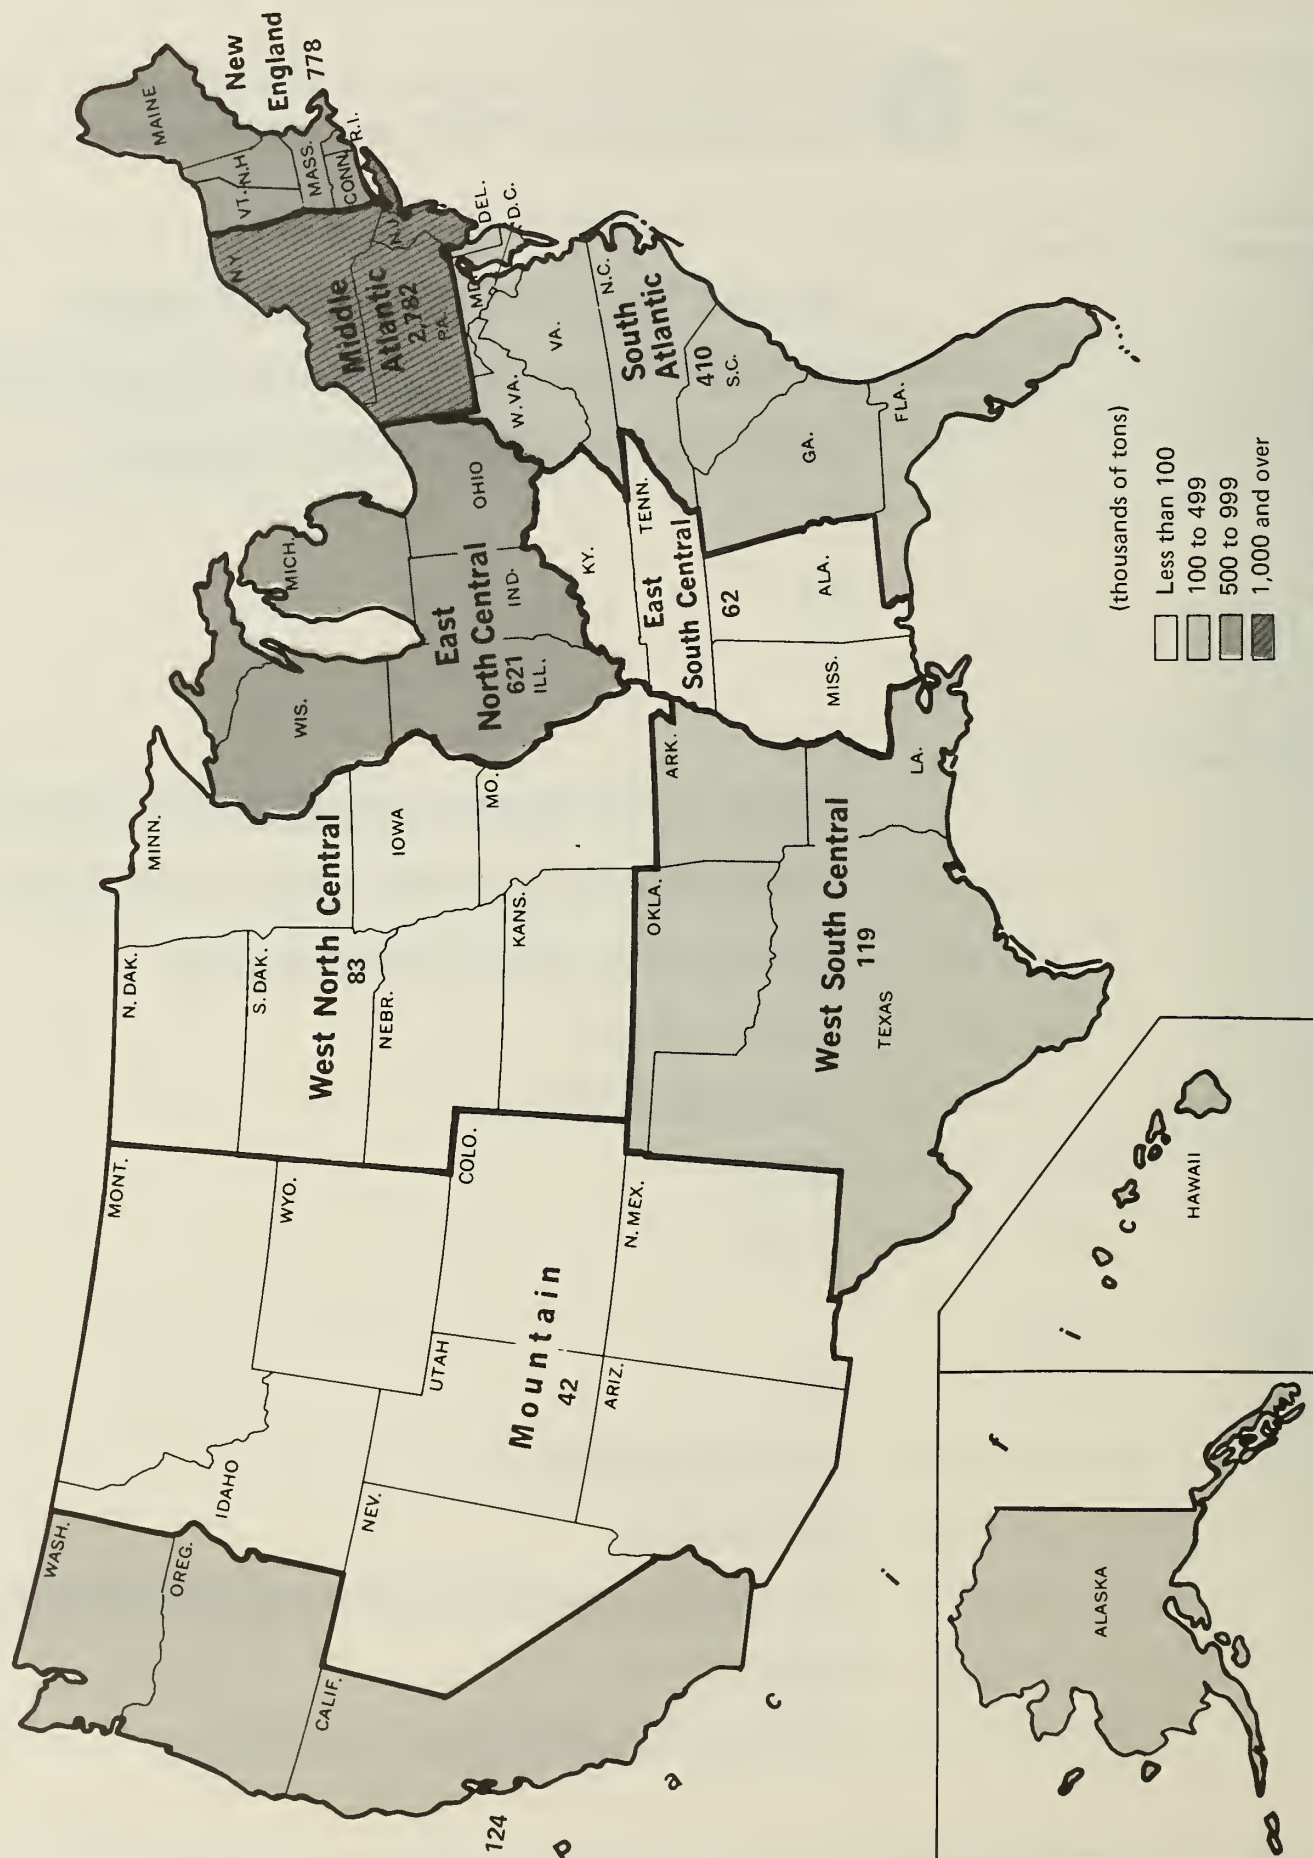 WASH.
OREG.
CALIF.
P a c i f i c
124
MONT.
IDAHO
WYO.
NEV.
UTAH
COLO.
ARIZ.
N. MEX.
Mountain
42
N. DAK.
S. DAK.
MINN.
NEBR.
IOWA
KANS.
MO.
West North Central
83
OKLA.
ARK.
TEXAS
LA.
West South Central
119
WIS.
MICH.
ILL.
IND.
OHIO
East
North Central
621
KY.
TENN.
MISS.
ALA.
East
South Central
62
N.Y.
N.J.
PA.
Middle
Atlantic
2,782
MAINE
VT.
N.H
MASS.
CONN.
R.I.
New
England
778
DEL.
MD.
D.C.
W. VA.
VA.
N.C.
S.C.
GA.
FLA.
South
Atlantic
410
ALASKA
HAWAII
(thousands of tons)
Less than 100
100 to 499
500 to 999
1,000 and over